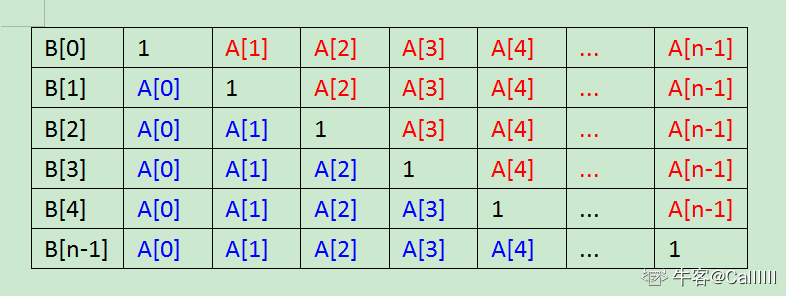 B[0] 1 A[1] A[2] A[3] A[4] ... A[n-1]
B[1] A[0] 1 A[2] A[3] A[4] ... A[n-1]
B[2] A[0] A[1] 1 A[3] A[4] ... A[n-1]
B[3] A[0] A[1] A[2] 1 A[4] ... A[n-1]
B[4] A[0] A[1] A[2] A[3] 1 ... A[n-1]
B[n-1] A[0] A[1] A[2] A[3] A[4] ... 1
牛客@Callllll